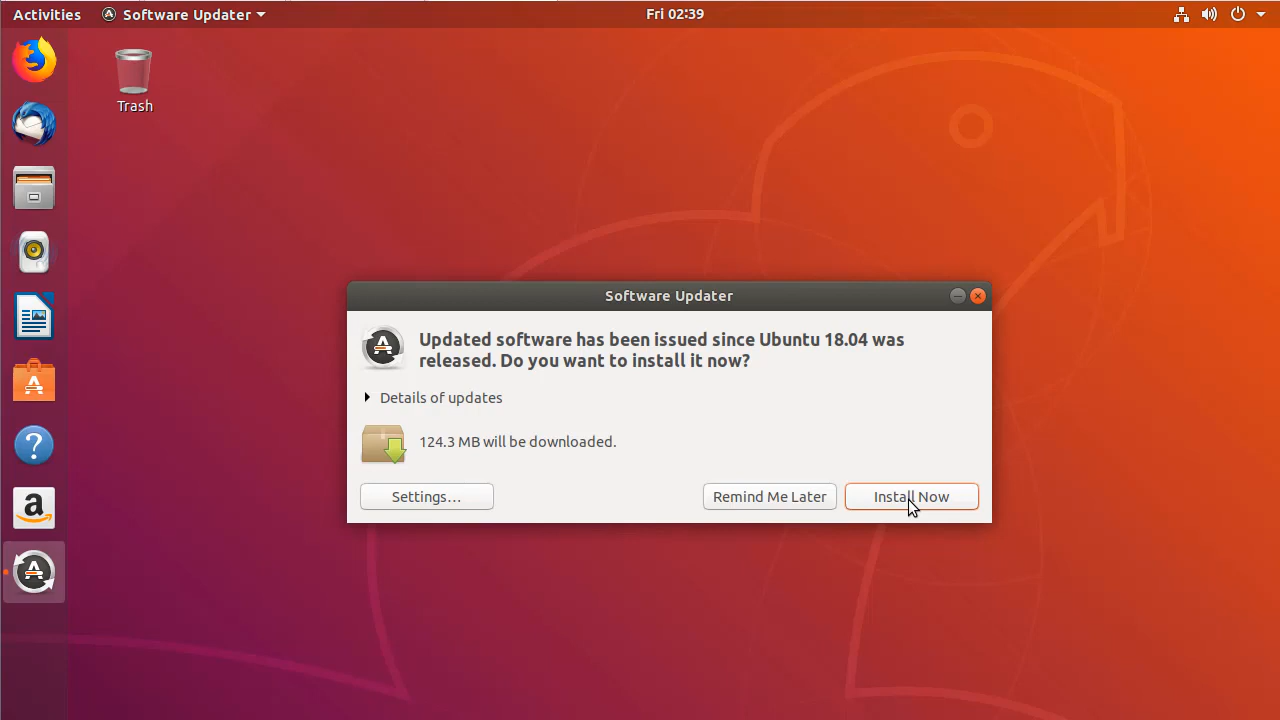 Activities
Software Updater
Fri 02:39
Trash
Software Updater
Updated software has been issued since Ubuntu 18.04 was
released. Do you want to install it now?
Details of updates
124.3 MB will be downloaded.
Settings...
Remind Me Later
Install Now